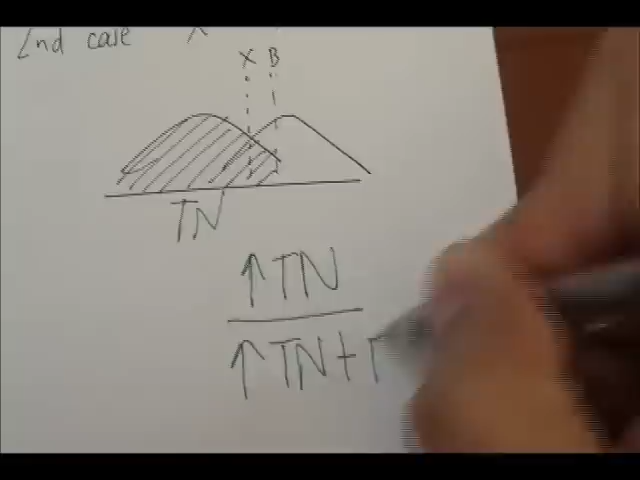 2nd case
X B
TN
↑TN
↑TN+